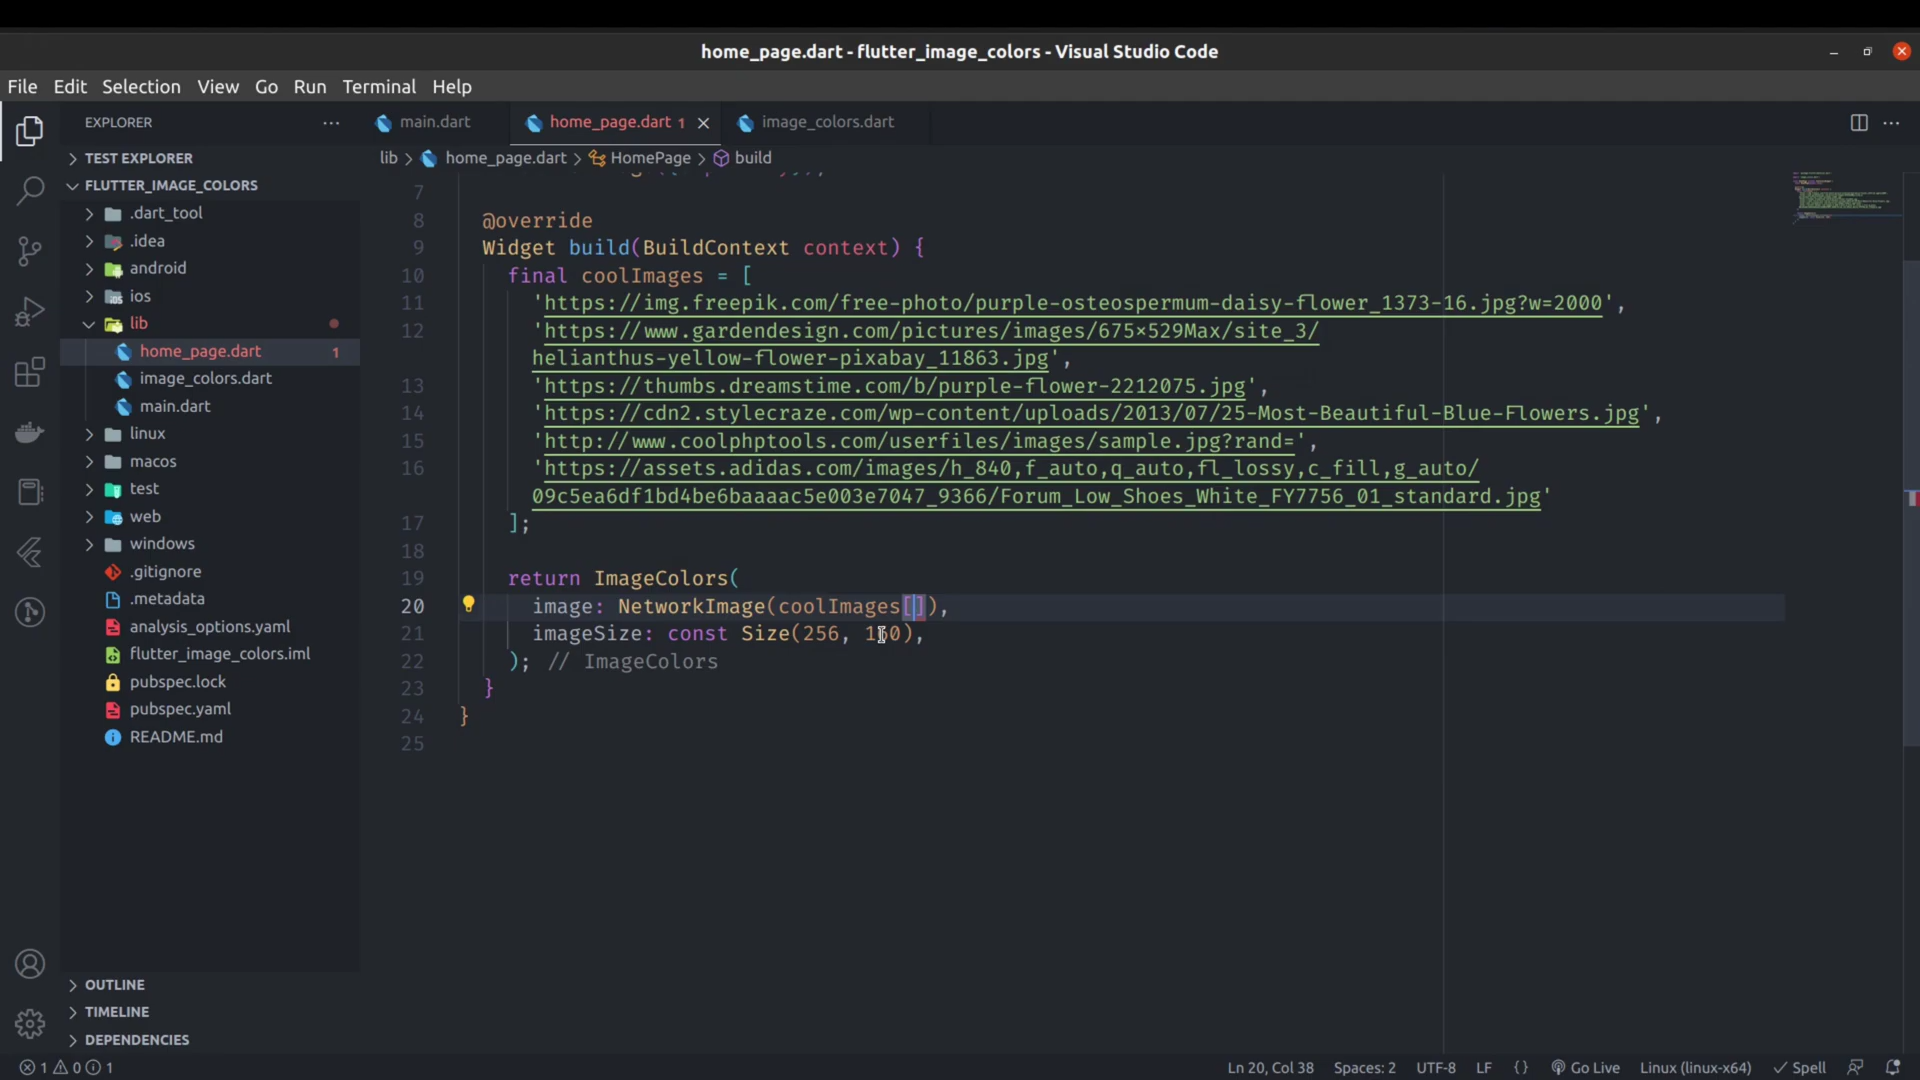 home_page.dart - flutter_image_colors - Visual Studio Code
File Edit Selection View Go Run Terminal Help
EXPLORER
main.dart
home_page.dart 1
image_colors.dart
TEST EXPLORER
FLUTTER_IMAGE_COLORS
.dart_tool
.idea
android
ios
lib
home_page.dart 1
image_colors.dart
main.dart
linux
macos
test
web
windows
.gitignore
.metadata
analysis_options.yaml
flutter_image_colors.iml
pubspec.lock
pubspec.yaml
README.md
OUTLINE
TIMELINE
DEPENDENCIES
lib > home_page.dart > HomePage > build
7
8 @override
9 Widget build(BuildContext context) {
10 final coolImages = [
11 'https://img.freepik.com/free-photo/purple-osteospermum-daisy-flower_1373-16.jpg?w=2000',
12 'https://www.gardendesign.com/pictures/images/675×529Max/site_3/
helianthus-yellow-flower-pixabay_11863.jpg',
13 'https://thumbs.dreamstime.com/b/purple-flower-2212075.jpg',
14 'https://cdn2.stylecraze.com/wp-content/uploads/2013/07/25-Most-Beautiful-Blue-Flowers.jpg',
15 'http://www.coolphptools.com/userfiles/images/sample.jpg?rand=',
16 'https://assets.adidas.com/images/h_840,f_auto,q_auto,fl_lossy,c_fill,g_auto/
09c5ea6df1bd4be6baaaac5e003e7047_9366/Forum_Low_Shoes_White_FY7756_01_standard.jpg'
17 ];
18
19 return ImageColors(
20 image: NetworkImage(coolImages[]),
21 imageSize: const Size(256,
22 ); // ImageColors
23 }
24 }
25
1 0 1
Ln 20, Col 38 Spaces: 2 UTF-8 LF {} Go Live Linux (linux-x64) Spell